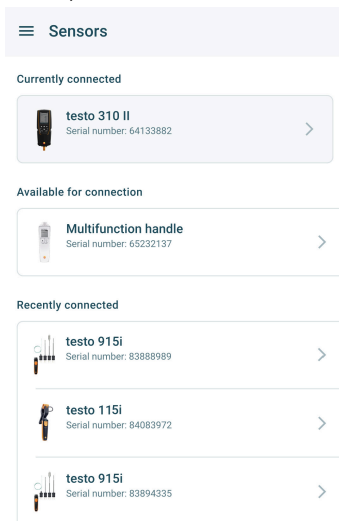 Sensors
Currently connected
testo 310 II
Serial number: 64133882
Available for connection
Multifunction handle
Serial number: 65232137
Recently connected
testo 915i
Serial number: 83888989
testo 115i
Serial number: 84083972
testo 915i
Serial number: 83894335